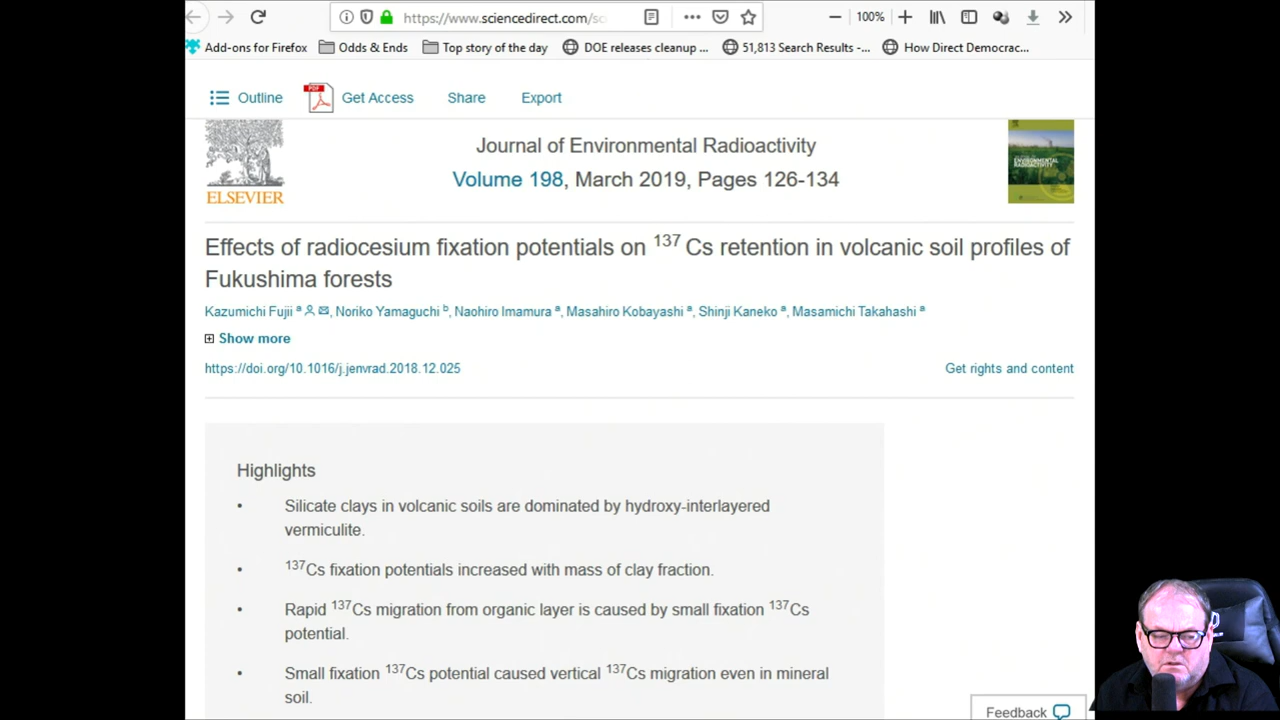 https://www.sciencedirect.com/sc
100%
Add-ons for Firefox Odds & Ends Top story of the day DOE releases cleanup ... 51,813 Search Results -... How Direct Democrac...
Outline PDF Get Access Share Export
ELSEVIER
Journal of Environmental Radioactivity
Volume 198, March 2019, Pages 126-134
ENVIRONMENTAL
RADIOACTIVITY
Effects of radiocesium fixation potentials on 137 Cs retention in volcanic soil profiles of
Fukushima forests
Kazumichi Fujii a, Noriko Yamaguchi b, Naohiro Imamura a, Masahiro Kobayashi a, Shinji Kaneko a, Masamichi Takahashi a
Show more
https://doi.org/10.1016/j.jenvrad.2018.12.025 Get rights and content
Highlights
• Silicate clays in volcanic soils are dominated by hydroxy-interlayered
vermiculite.
• 137Cs fixation potentials increased with mass of clay fraction.
• Rapid 137Cs migration from organic layer is caused by small fixation 137Cs
potential.
• Small fixation 137Cs potential caused vertical 137Cs migration even in mineral
soil.
Feedback